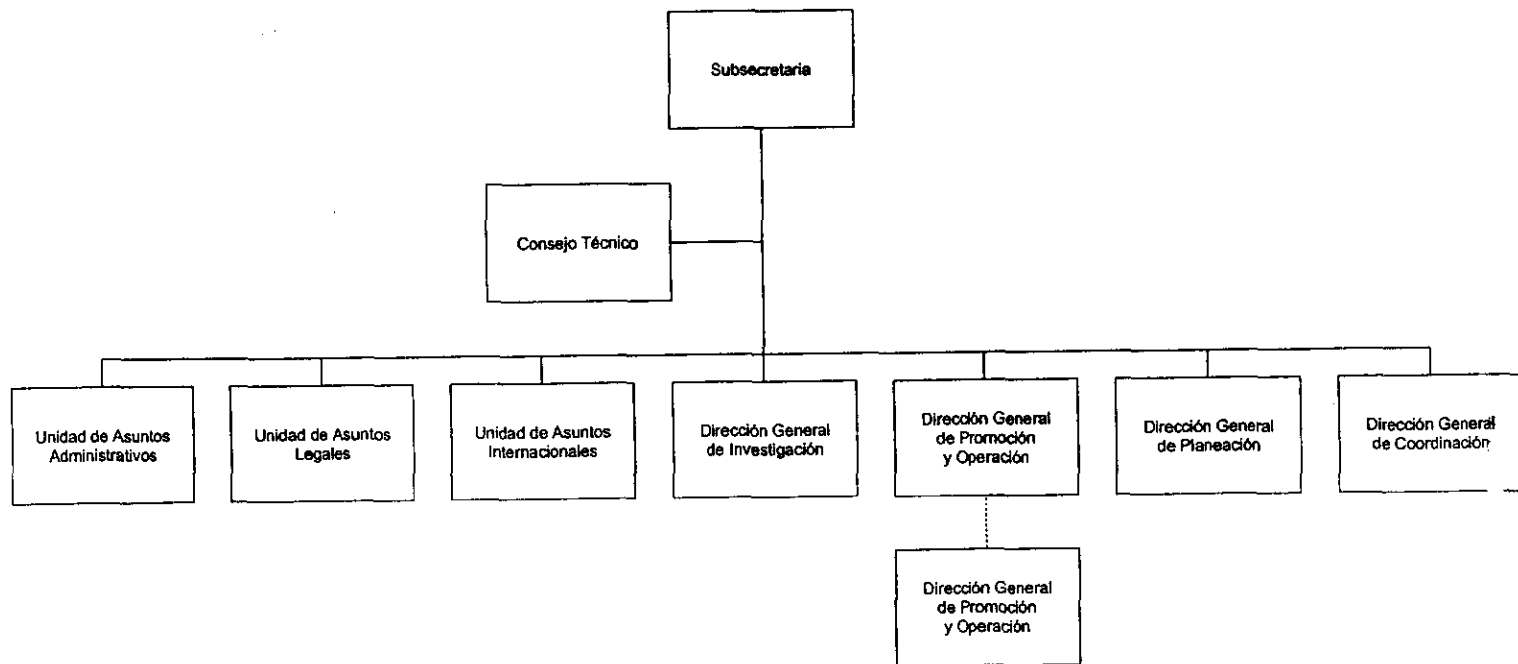 Subsecretaria
Consejo Técnico
Unidad de Asuntos
Administrativos
Unidad de Asuntos
Legales
Unidad de Asuntos
Internacionales
Dirección General
de Investigación
Dirección General
de Promoción
y Operación
Dirección General
de Planeación
Dirección General
de Coordinación
Dirección General
de Promoción
y Operación